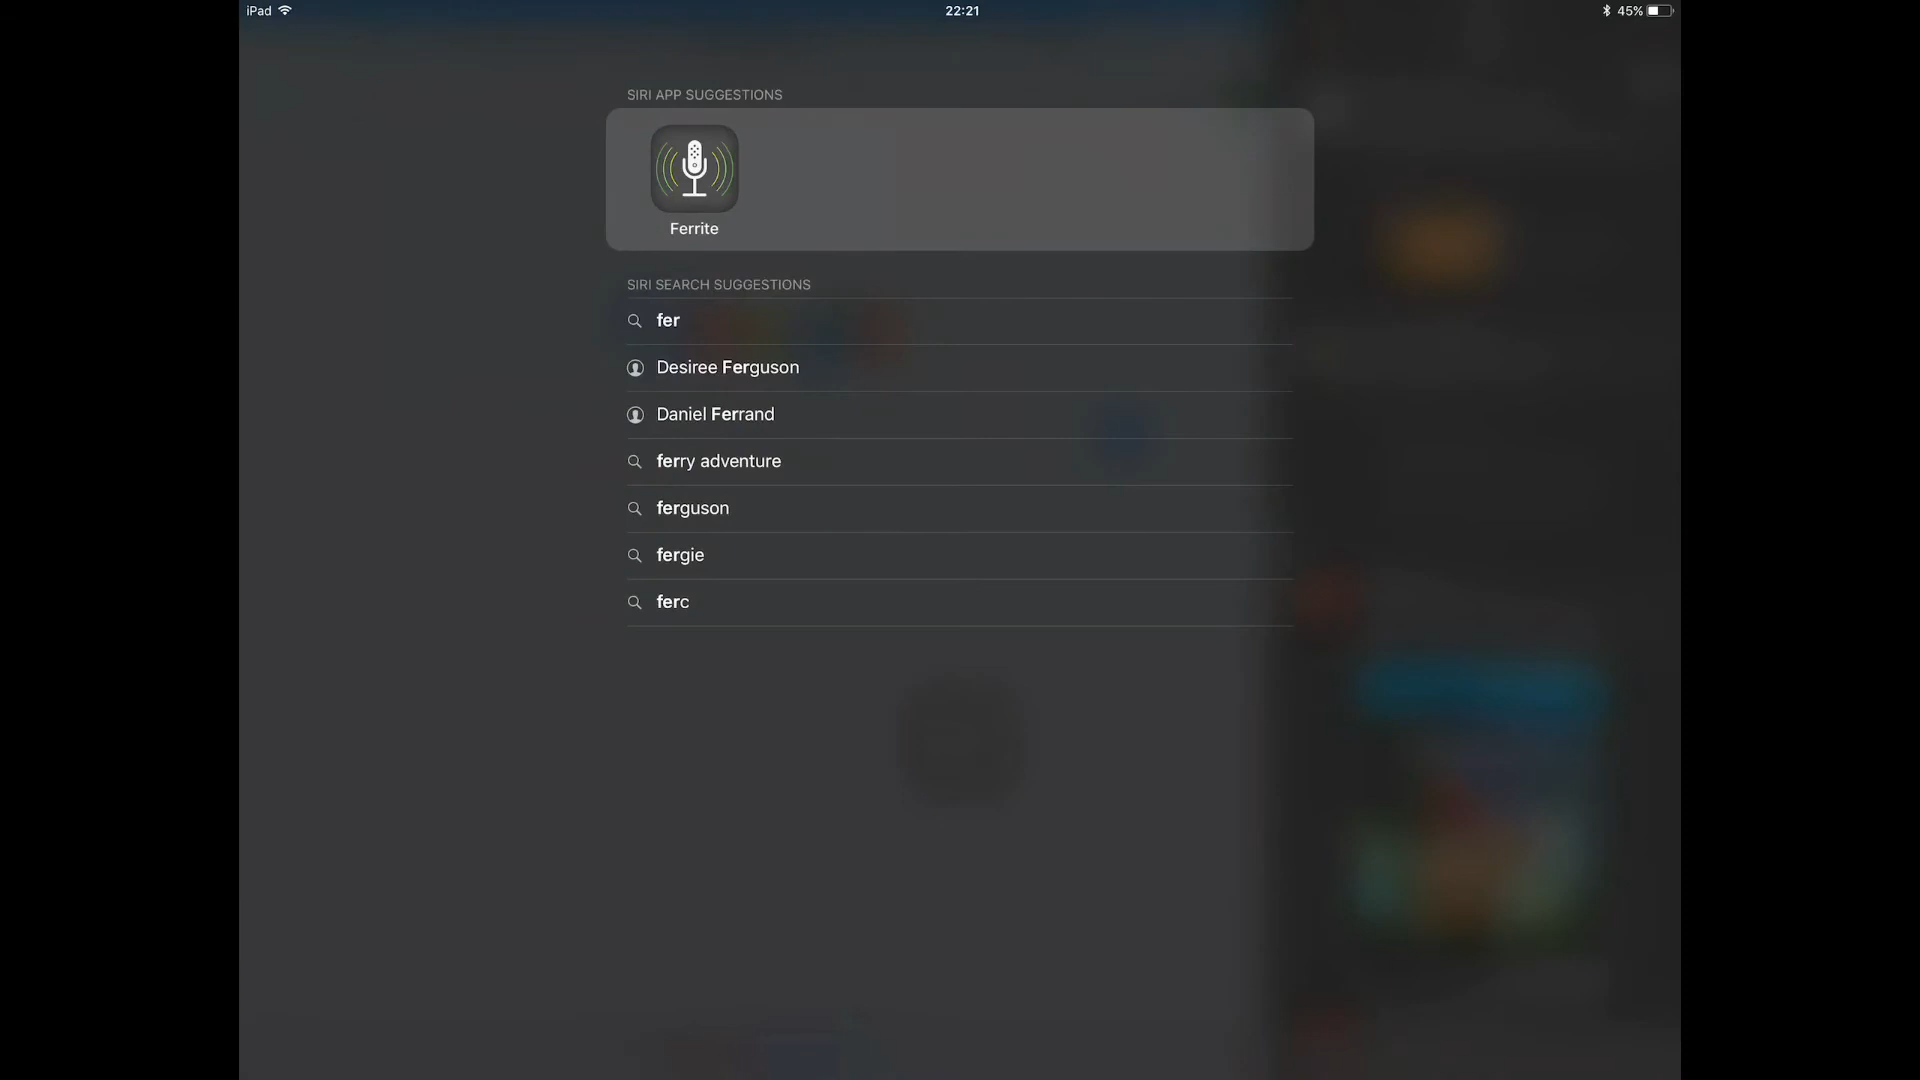 iPad 22:21 45%
SIRI APP SUGGESTIONS
Ferrite
SIRI SEARCH SUGGESTIONS
fer
Desiree Ferguson
Daniel Ferrand
ferry adventure
ferguson
fergie
ferc